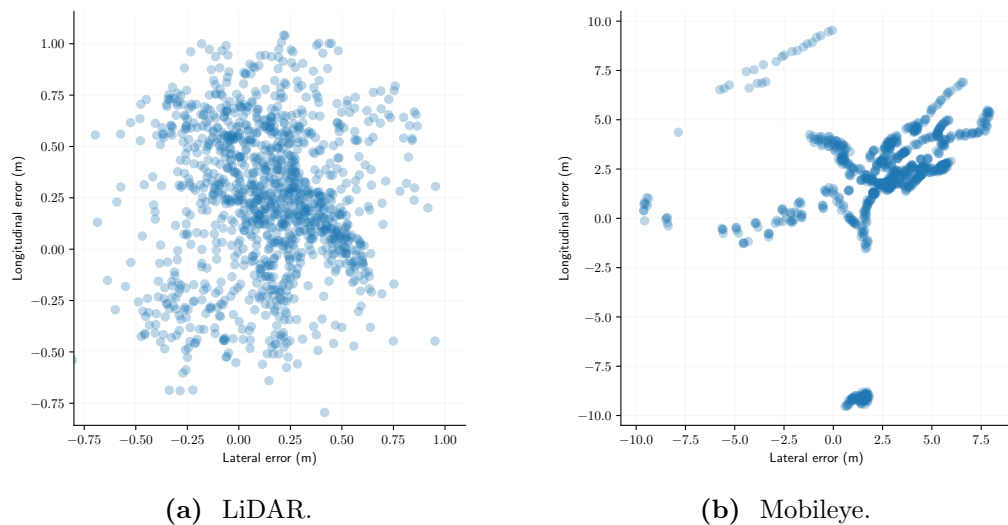 1.00
0.75
0.50
0.25
0.00
−0.25
−0.50
−0.75
Longitudinal error (m)
−0.75 −0.50 −0.25 0.00 0.25 0.50 0.75 1.00
Lateral error (m)
(a) LiDAR.
10.0
7.5
5.0
2.5
0.0
−2.5
−5.0
−7.5
−10.0
Longitudinal error (m)
−10.0 −7.5 −5.0 −2.5 0.0 2.5 5.0 7.5
Lateral error (m)
(b) Mobileye.